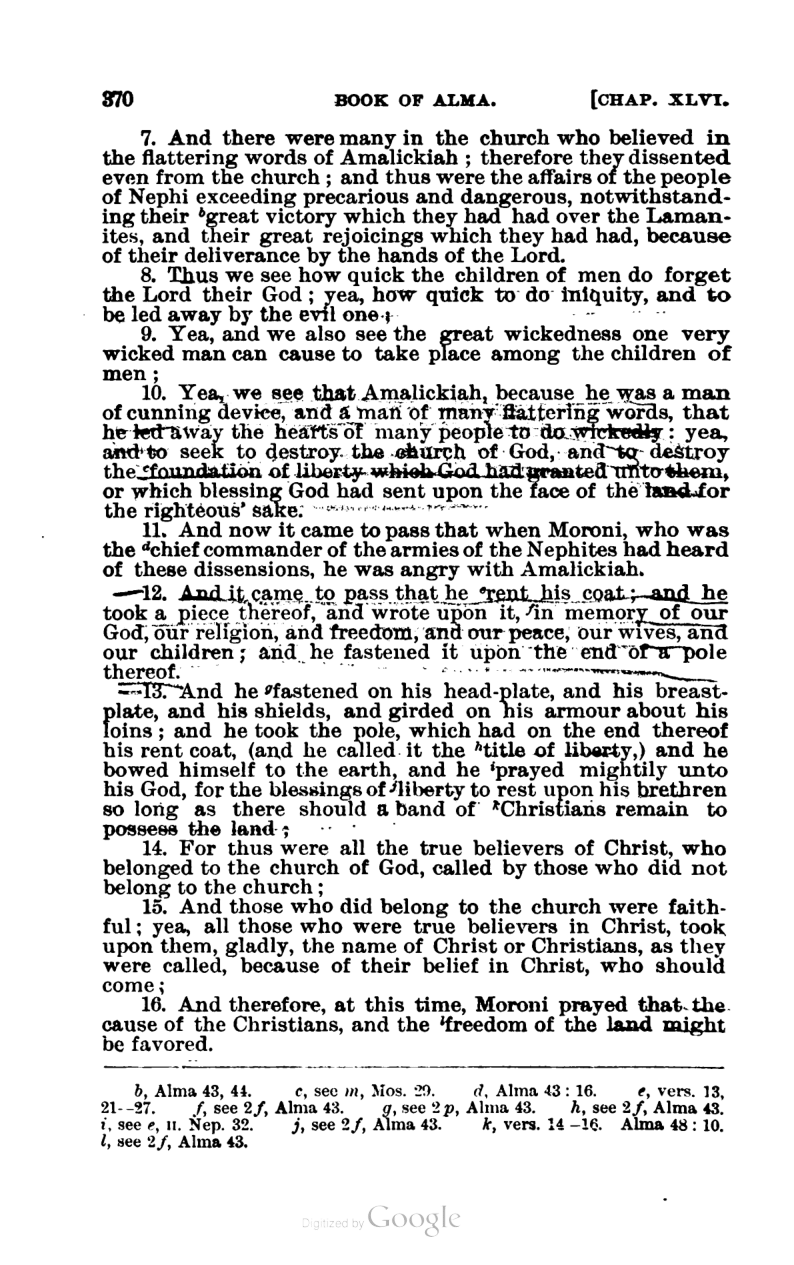 370 BOOK OF ALMA. [CHAP. XLVI.
7. And there were many in the church who believed in
the flattering words of Amalickiah ; therefore they dissented
even from the church ; and thus were the affairs of the people
of Nephi exceeding precarious and dangerous, notwithstand-
ing their ᵇgreat victory which they had had over the Laman-
ites, and their great rejoicings which they had had, because
of their deliverance by the hands of the Lord.
8. Thus we see how quick the children of men do forget
the Lord their God ; yea, how quick to do iniquity, and to
be led away by the evil one ;
9. Yea, and we also see the great wickedness one very
wicked man can cause to take place among the children of
men ;
10. Yea, we see that Amalickiah, because he was a man
of cunning device, and a man of many flattering words, that
he led away the hearts of many people to do wickedly ; yea,
and to seek to destroy the church of God, and to destroy
the ᶜfoundation of liberty which God had granted unto them,
or which blessing God had sent upon the face of the land for
the righteous' sake.
11. And now it came to pass that when Moroni, who was
the ᵈchief commander of the armies of the Nephites had heard
of these dissensions, he was angry with Amalickiah.
12. And it came to pass that he ᵉrent his coat ; and he
took a piece thereof, and wrote upon it, ᶠin memory of our
God, our religion, and freedom, and our peace, our wives, and
our children ; and he fastened it upon the end of a pole
thereof.
13. And he ᵍfastened on his head-plate, and his breast-
plate, and his shields, and girded on his armour about his
loins ; and he took the pole, which had on the end thereof
his rent coat, (and he called it the ʰtitle of liberty,) and he
bowed himself to the earth, and he ⁱprayed mightily unto
his God, for the blessings of ʲliberty to rest upon his brethren
so long as there should a band of ᵏChristians remain to
possess the land ;
14. For thus were all the true believers of Christ, who
belonged to the church of God, called by those who did not
belong to the church ;
15. And those who did belong to the church were faith-
ful ; yea, all those who were true believers in Christ, took
upon them, gladly, the name of Christ or Christians, as they
were called, because of their belief in Christ, who should
come ;
16. And therefore, at this time, Moroni prayed that the
cause of the Christians, and the ˡfreedom of the land might
be favored.
b, Alma 43, 44. c, see m, Mos. 29. d, Alma 43 : 16. e, vers. 13,
21--27. f, see 2 f, Alma 43. g, see 2 p, Alma 43. h, see 2 f, Alma 43.
i, see e, II. Nep. 32. j, see 2 f, Alma 43. k, vers. 14–16. Alma 48 : 10.
l, see 2 f, Alma 43.
Digitized by Google